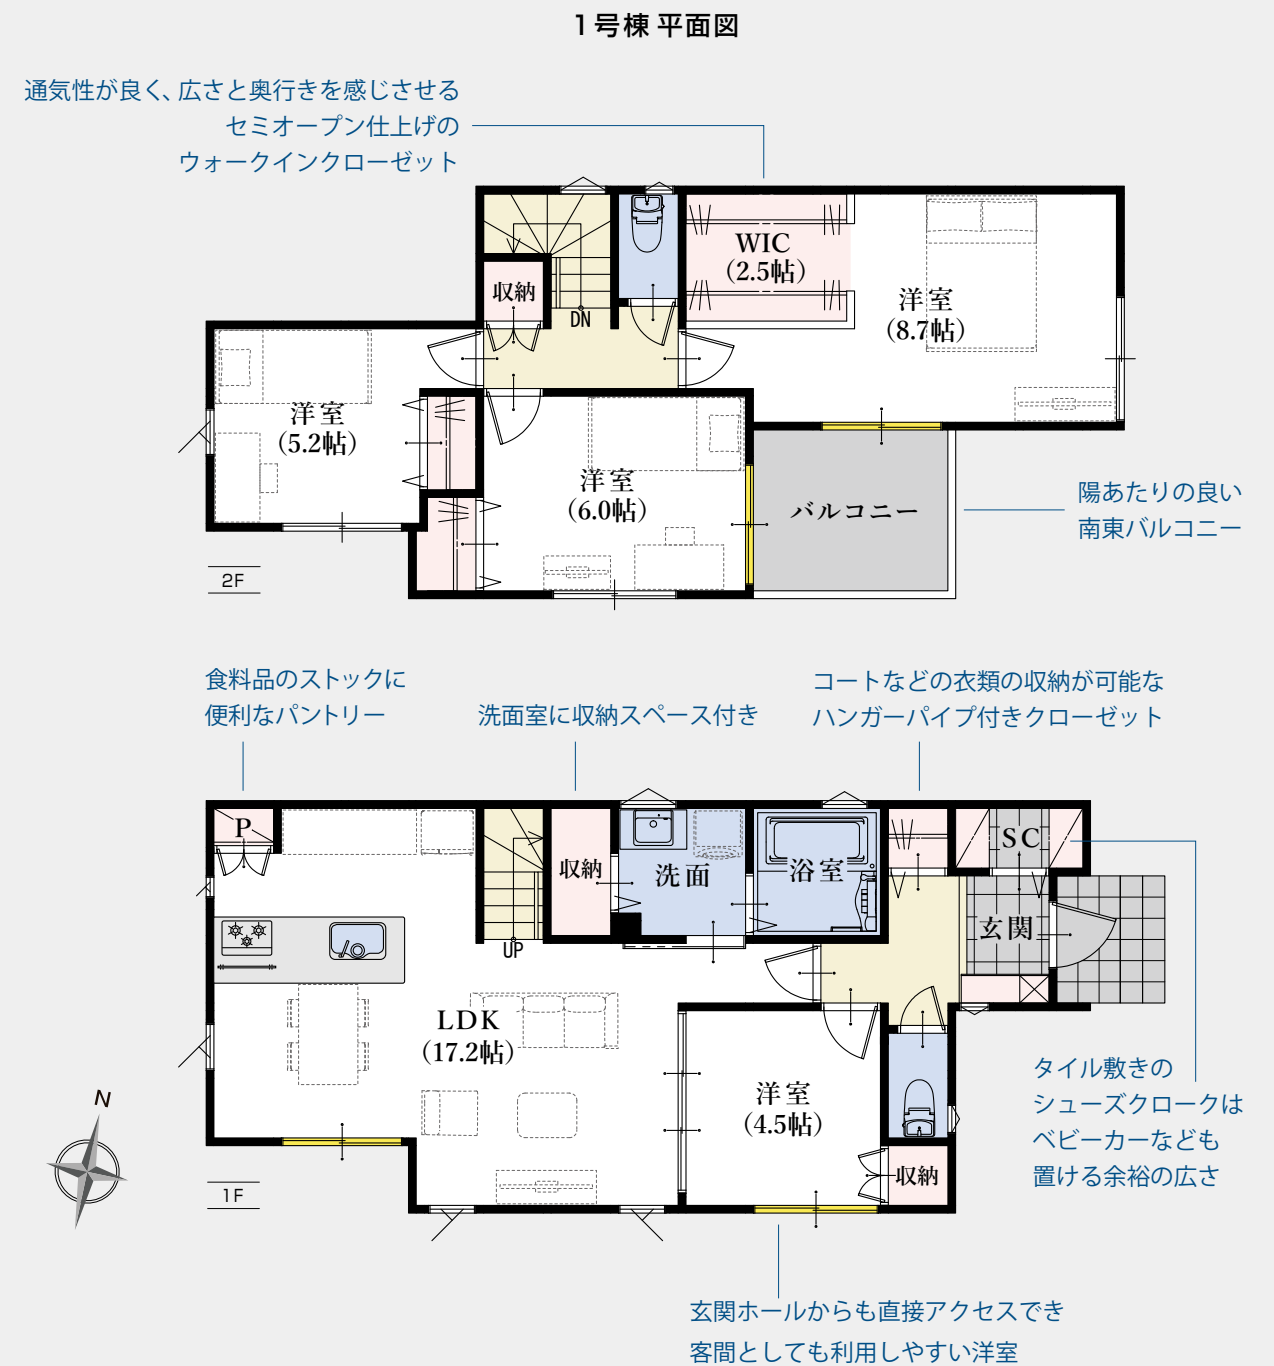 1号棟 平面図
通気性が良く、広さと奥行きを感じさせる
セミオープン仕上げの
ウォークインクローゼット
WIC
(2.5帖)
収納
DN
洋室
(8.7帖)
洋室
(5.2帖)
洋室
(6.0帖)
バルコニー
陽あたりの良い
南東バルコニー
2F
食料品のストックに
便利なパントリー
洗面室に収納スペース付き
コートなどの衣類の収納が可能な
ハンガーパイプ付きクローゼット
P
収納
洗面
浴室
SC
玄関
UP
LDK
(17.2帖)
洋室
(4.5帖)
収納
タイル敷きの
シューズクロークは
ベビーカーなども
置ける余裕の広さ
N
1F
玄関ホールからも直接アクセスでき
客間としても利用しやすい洋室